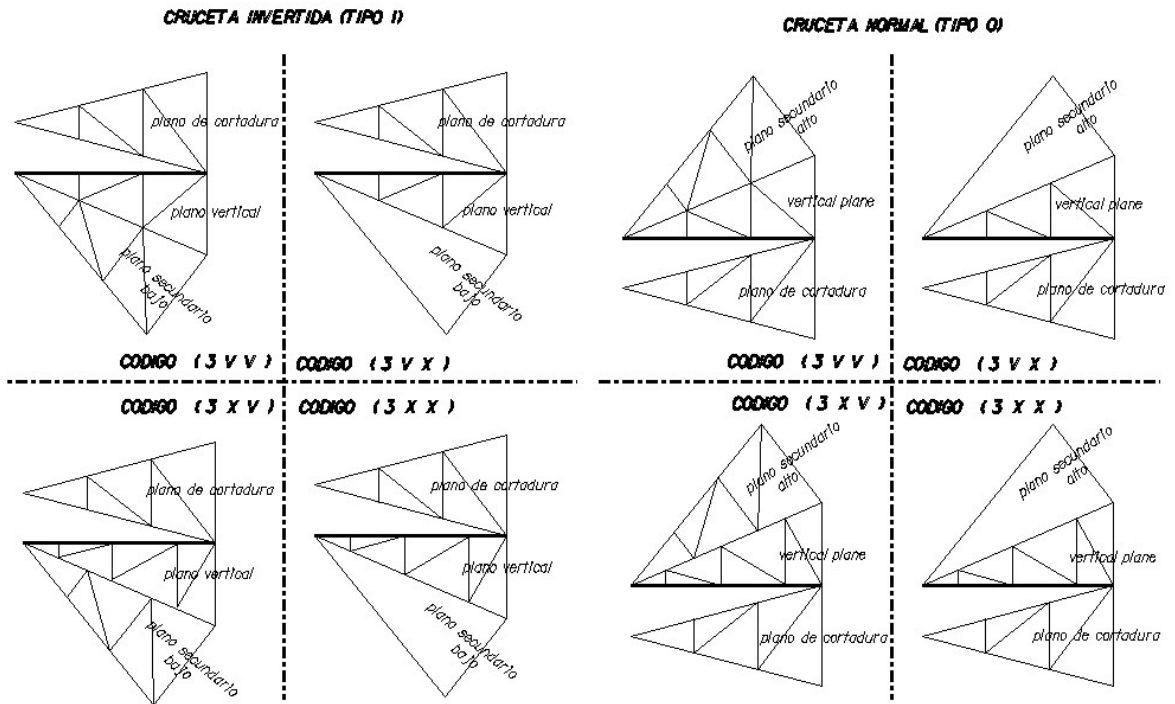 CRUCETA INVERTIDA (TIPO I)
plano de cortadura
plano vertical
plano secundario
bajo
CODIGO ( 3 V V )
plano de cortadura
plano vertical
plano secundario
bajo
CODIGO ( 3 V X )
CODIGO ( 3 X V )
plano de cortadura
plano vertical
plano secundario
bajo
CODIGO ( 3 X X )
plano de cortadura
plano vertical
plano secundario
bajo
CRUCETA NORMAL (TIPO O)
plano secundario
alto
vertical plane
plano de cortadura
CODIGO ( 3 V V )
plano secundario
alto
vertical plane
plano de cortadura
CODIGO ( 3 V X )
CODIGO ( 3 X V )
plano secundario
alto
vertical plane
plano de cortadura
CODIGO ( 3 X X )
plano secundario
alto
vertical plane
plano de cortadura